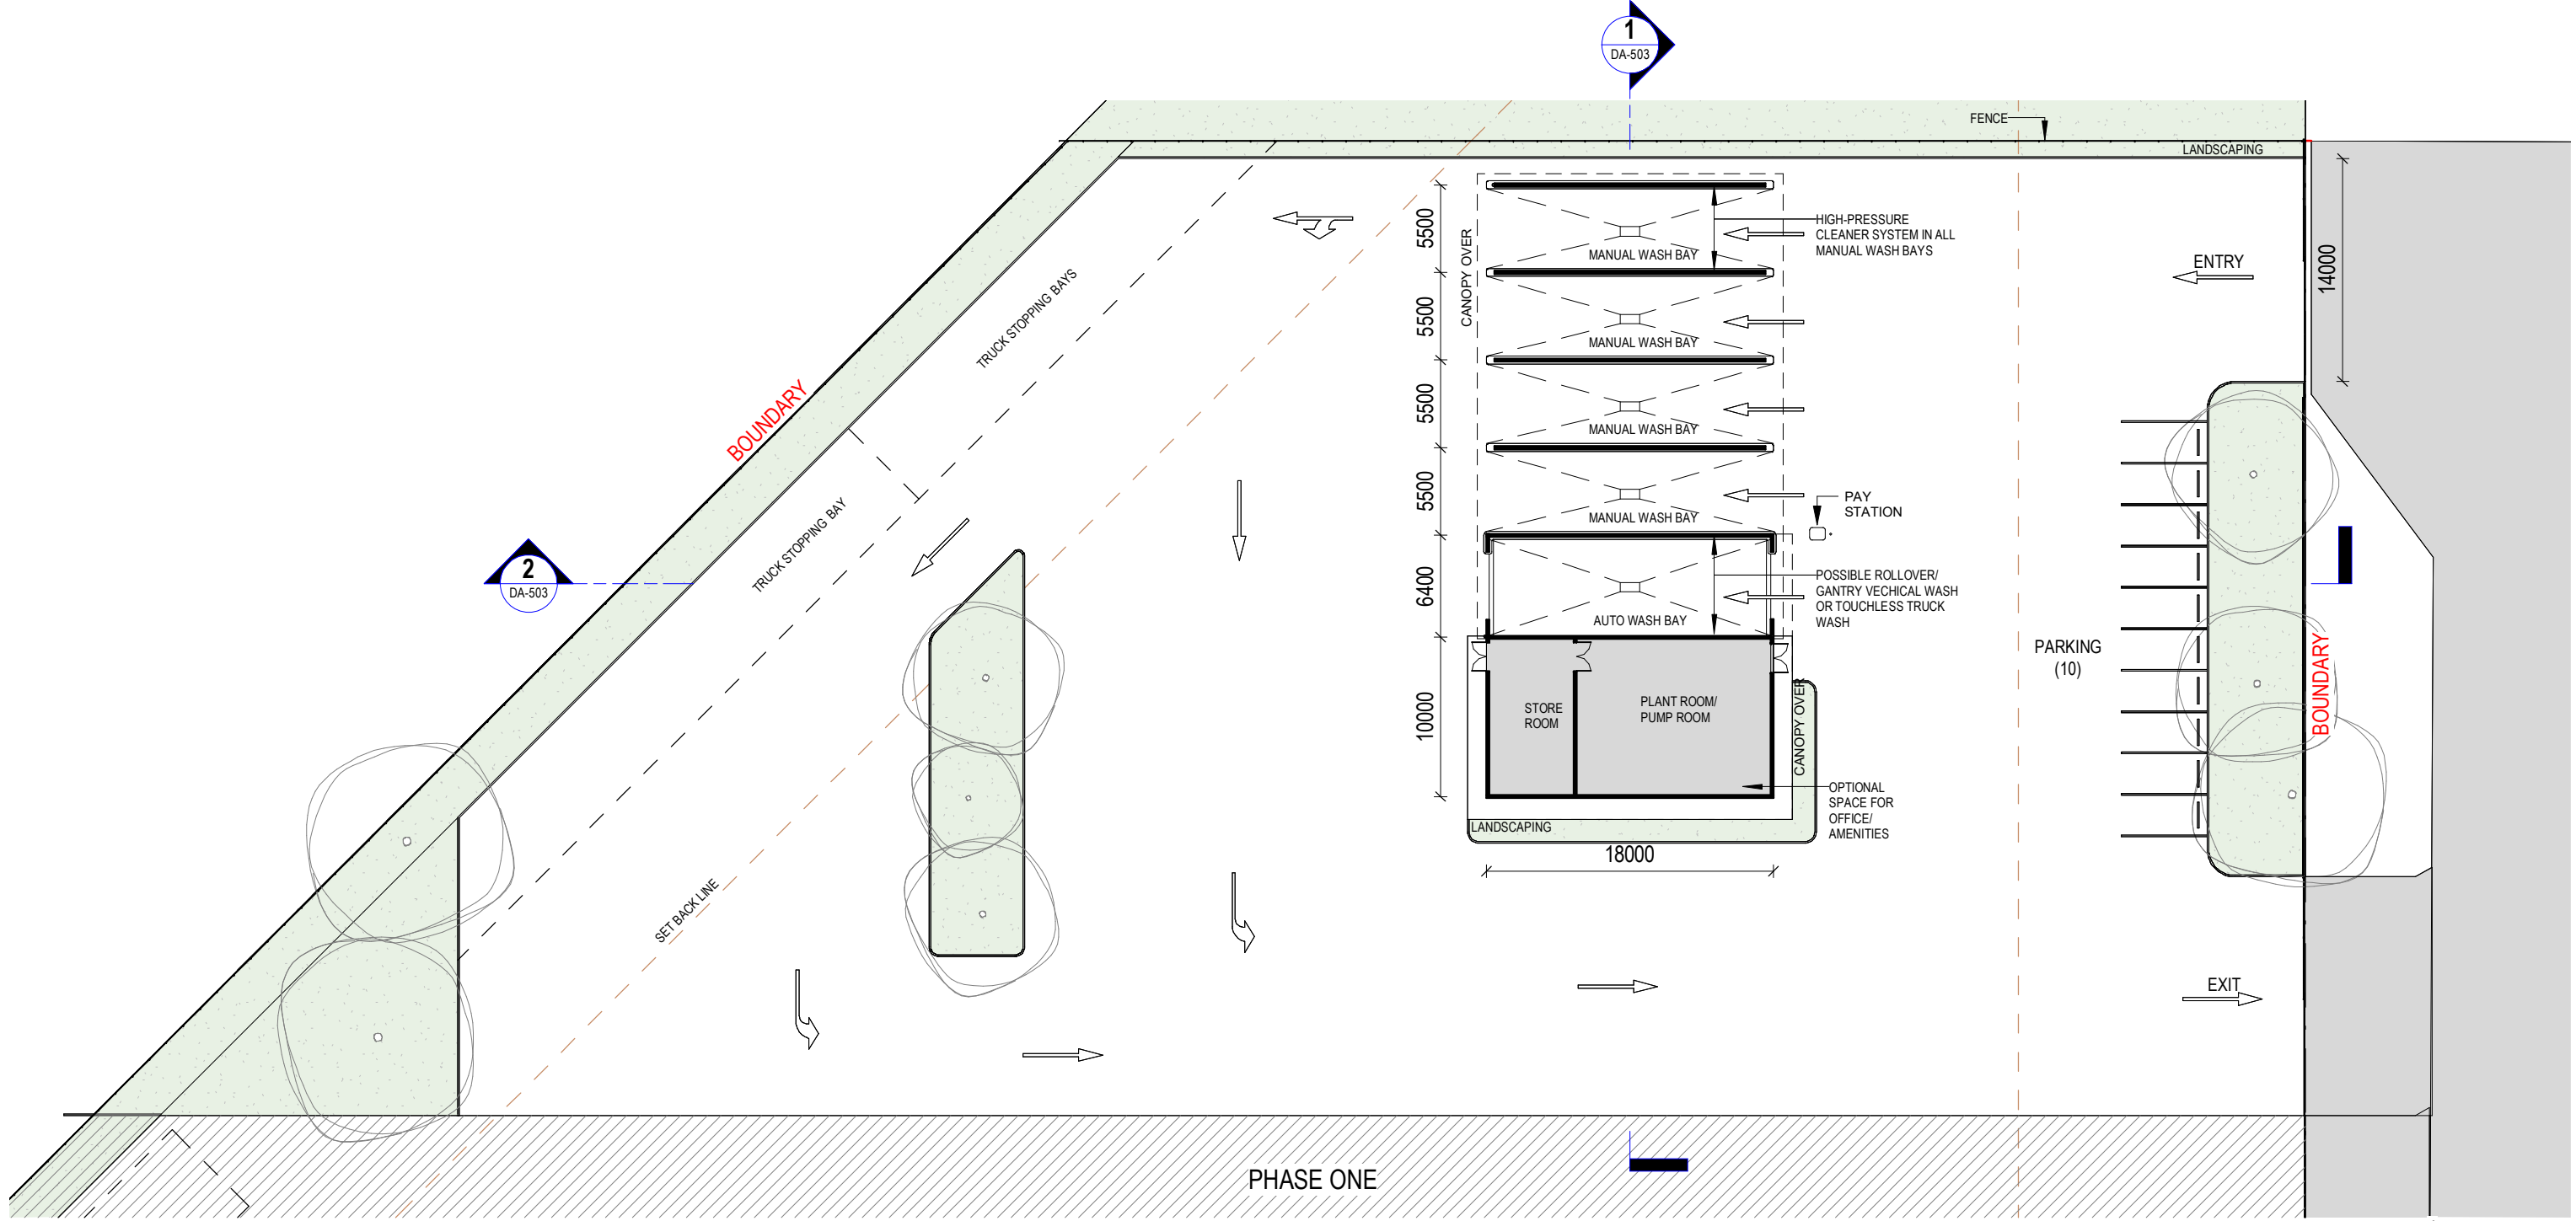 1
DA-503
FENCE
LANDSCAPING
5500
CANOPY OVER
HIGH-PRESSURE
CLEANER SYSTEM IN ALL
MANUAL WASH BAYS
MANUAL WASH BAY
ENTRY
14000
TRUCK STOPPING BAYS
5500
MANUAL WASH BAY
BOUNDARY
5500
MANUAL WASH BAY
5500
MANUAL WASH BAY
PAY
STATION
TRUCK STOPPING BAY
2
DA-503
6400
POSSIBLE ROLLOVER/
GANTRY VECHICAL WASH
OR TOUCHLESS TRUCK
WASH
AUTO WASH BAY
PARKING
(10)
BOUNDARY
10000
STORE
ROOM
PLANT ROOM/
PUMP ROOM
CANOPY OVER
OPTIONAL
SPACE FOR
OFFICE/
AMENITIES
LANDSCAPING
18000
SET BACK LINE
EXIT
PHASE ONE